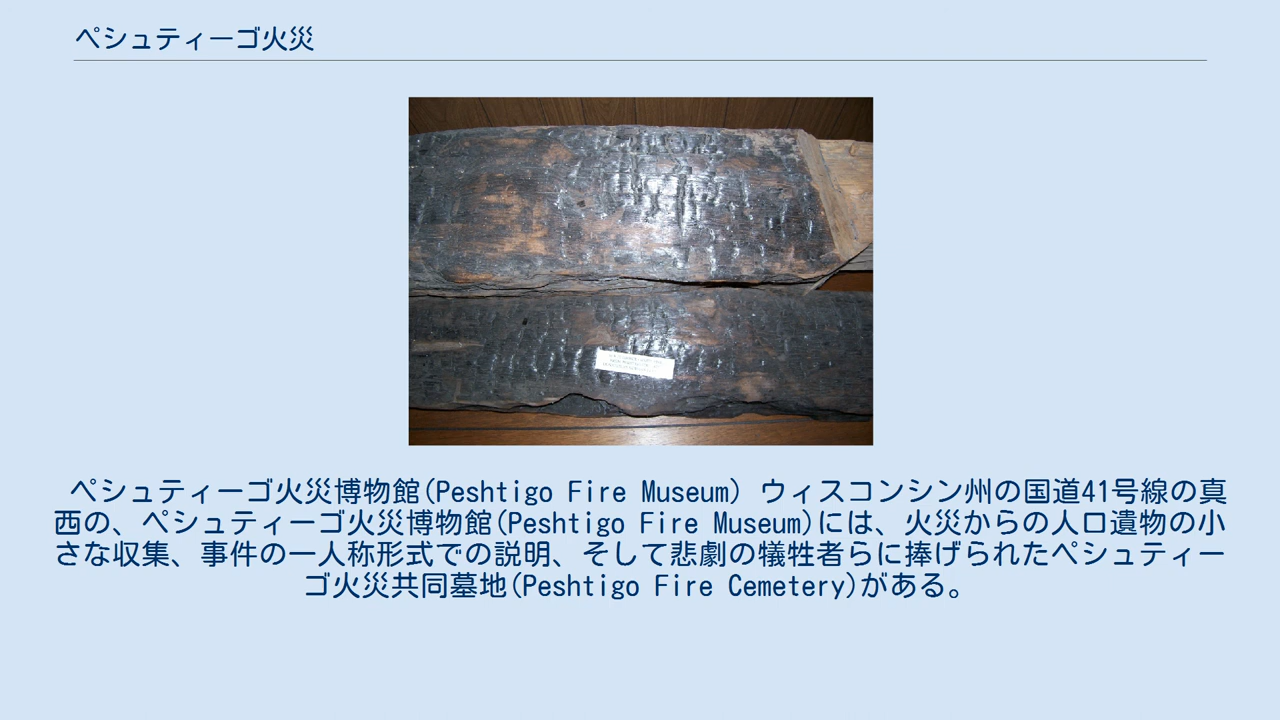 ペシュティーゴ火災
ペシュティーゴ火災博物館(Peshtigo Fire Museum) ウィスコンシン州の国道41号線の真
西の、ペシュティーゴ火災博物館(Peshtigo Fire Museum)には、火災からの人口遺物の小
さな収集、事件の一人称形式での説明、そして悲劇の犠牲者らに捧げられたペシュティー
ゴ火災共同墓地(Peshtigo Fire Cemetery)がある。